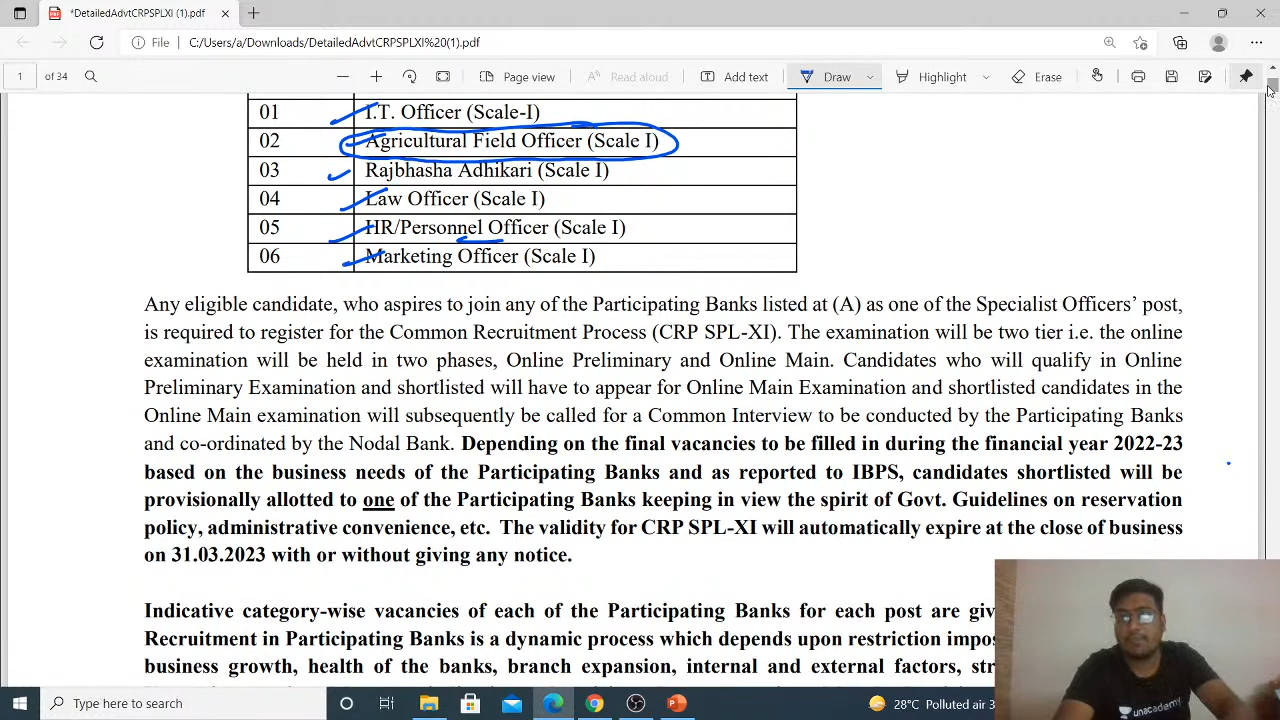 *DetailedAdvtCRPSPLXI (1).pdf
File
C:/Users/a/Downloads/DetailedAdvtCRPSPLXI%20(1).pdf
1 of 34
Page view
Read aloud
Add text
Draw
Highlight
Erase
01 I.T. Officer (Scale-I)
02 Agricultural Field Officer (Scale I)
03 Rajbhasha Adhikari (Scale I)
04 Law Officer (Scale I)
05 HR/Personnel Officer (Scale I)
06 Marketing Officer (Scale I)
Any eligible candidate, who aspires to join any of the Participating Banks listed at (A) as one of the Specialist Officers' post,
is required to register for the Common Recruitment Process (CRP SPL-XI). The examination will be two tier i.e. the online
examination will be held in two phases, Online Preliminary and Online Main. Candidates who will qualify in Online
Preliminary Examination and shortlisted will have to appear for Online Main Examination and shortlisted candidates in the
Online Main examination will subsequently be called for a Common Interview to be conducted by the Participating Banks
and co-ordinated by the Nodal Bank. Depending on the final vacancies to be filled in during the financial year 2022-23
based on the business needs of the Participating Banks and as reported to IBPS, candidates shortlisted will be
provisionally allotted to one of the Participating Banks keeping in view the spirit of Govt. Guidelines on reservation
policy, administrative convenience, etc. The validity for CRP SPL-XI will automatically expire at the close of business
on 31.03.2023 with or without giving any notice.
Indicative category-wise vacancies of each of the Participating Banks for each post are giv
Recruitment in Participating Banks is a dynamic process which depends upon restriction impos
business growth, health of the banks, branch expansion, internal and external factors, str
unacademy
Type here to search
28°C Polluted air 3